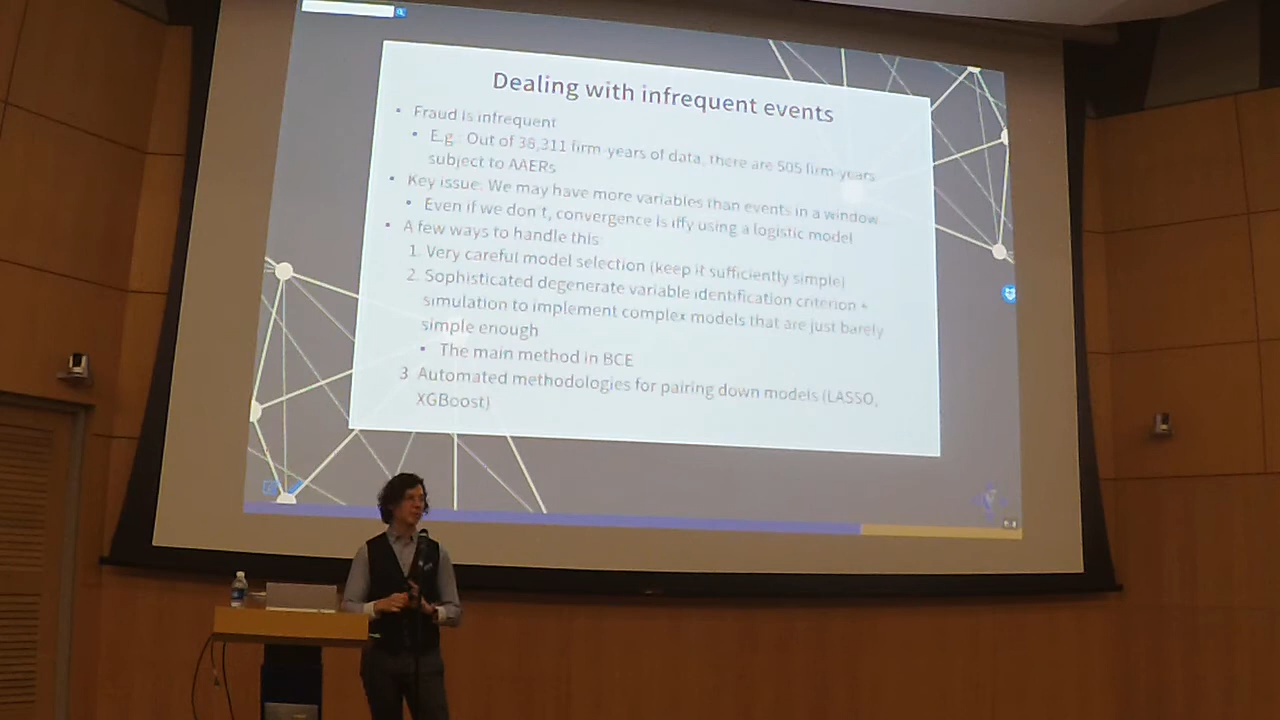 Dealing with infrequent events
▪ Fraud is infrequent
• E.g. Out of 38,311 firm-years of data, there are 505 firm-years
subject to AAERs
▪ Key issue: We may have more variables than events in a window
• Even if we don't, convergence is iffy using a logistic model
▪ A few ways to handle this
1. Very careful model selection (keep it sufficiently simple)
2. Sophisticated degenerate variable identification criterion +
simulation to implement complex models that are just barely
simple enough
▪ The main method in BCE
3 Automated methodologies for pairing down models (LASSO,
XGBoost)